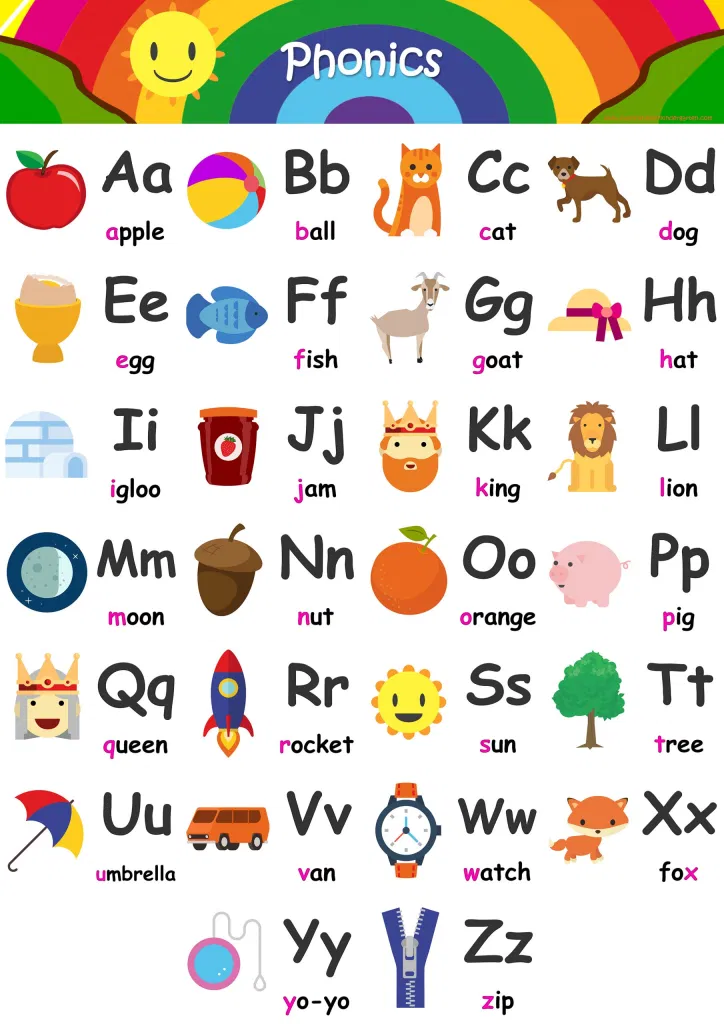 Phonics
Aa Bb Cc Dd
apple ball cat dog
Ee Ff Gg Hh
egg fish goat hat
Ii Jj Kk Ll
igloo jam king lion
Mm Nn Oo Pp
moon nut orange pig
Qq Rr Ss Tt
queen rocket sun tree
Uu Vv Ww Xx
umbrella van watch fox
Yy Zz
yo-yo zip